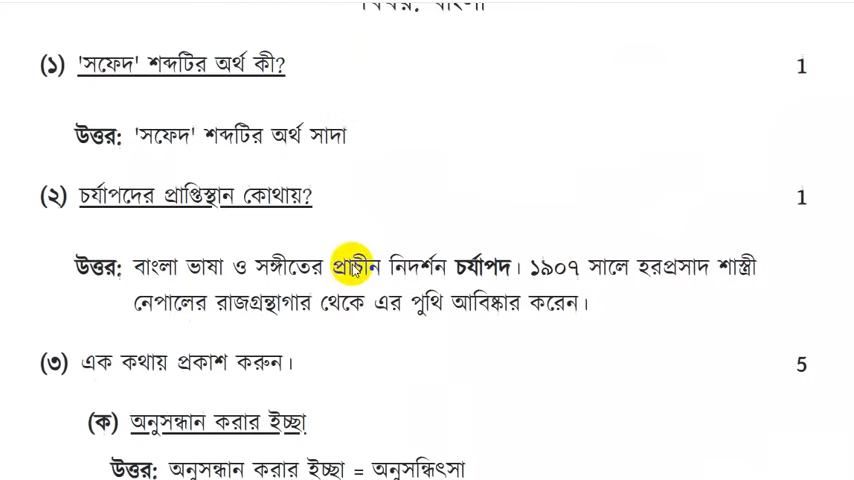 বিষয়: বাংলা
(১) 'সফেদ' শব্দটির অর্থ কী? 1
উত্তর: 'সফেদ' শব্দটির অর্থ সাদা
(২) চর্যাপদের প্রাপ্তিস্থান কোথায়? 1
উত্তর: বাংলা ভাষা ও সঙ্গীতের প্রাচীন নিদর্শন চর্যাপদ। ১৯০৭ সালে হরপ্রসাদ শাস্ত্রী
নেপালের রাজগ্রন্থাগার থেকে এর পুথি আবিষ্কার করেন।
(৩) এক কথায় প্রকাশ করুন। 5
(ক) অনুসন্ধান করার ইচ্ছা
উত্তর: অনুসন্ধান করার ইচ্ছা = অনুসন্ধিৎসা